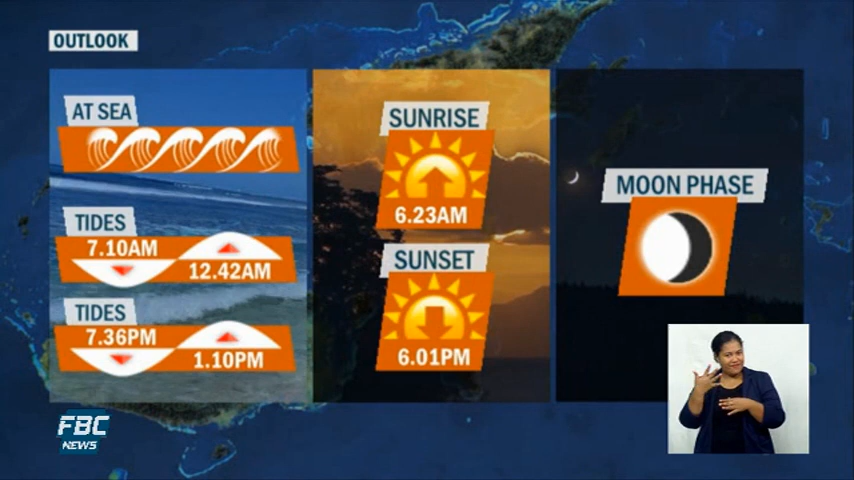 OUTLOOK
AT SEA
TIDES
7.10AM
12.42AM
TIDES
7.36PM
1.10PM
SUNRISE
6.23AM
SUNSET
6.01PM
MOON PHASE
FBC
NEWS